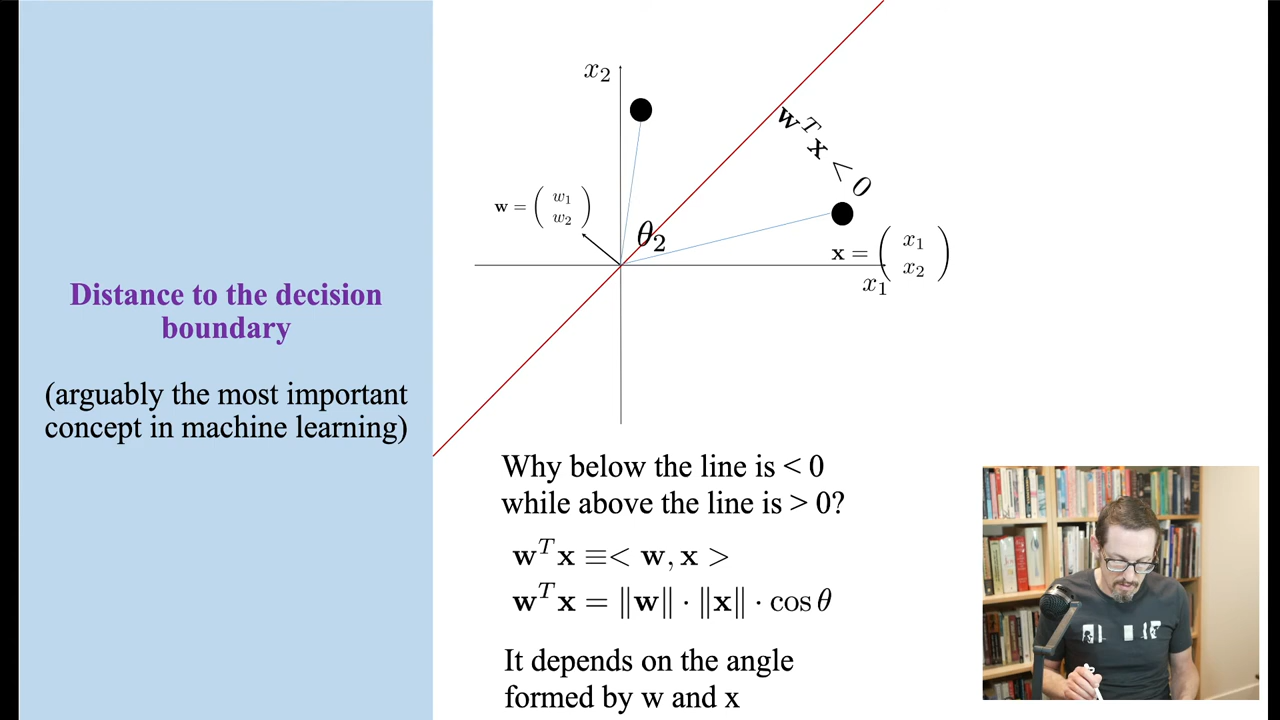 Distance to the decision
boundary
(arguably the most important
concept in machine learning)
x₂
wᵀx < 0
w = ( w₁ w₂ )
θ₂
x = ( x₁ x₂ )
x₁
Why below the line is < 0
while above the line is > 0?
wᵀx ≡< w, x >
wᵀx = ‖w‖ · ‖x‖ · cos θ
It depends on the angle
formed by w and x